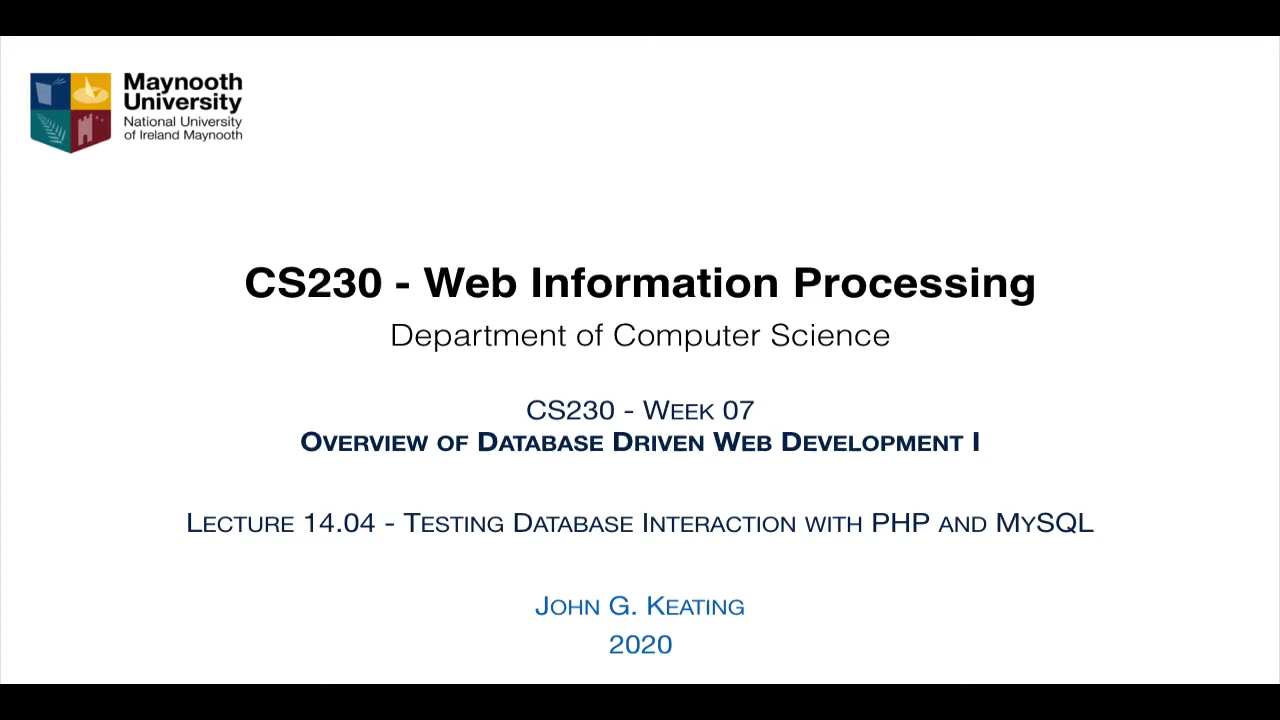 Maynooth
University
National University
of Ireland Maynooth
CS230 - Web Information Processing
Department of Computer Science
CS230 - Week 07
Overview of Database Driven Web Development I
Lecture 14.04 - Testing Database Interaction with PHP and MySQL
John G. Keating
2020